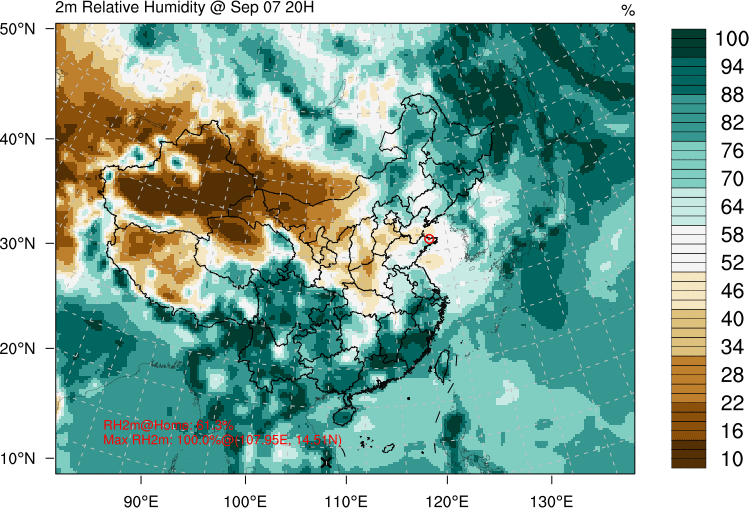 2m Relative Humidity @ Sep 07 20H
%
50°N
40°N
30°N
20°N
10°N
90°E
100°E
110°E
120°E
130°E
100
94
88
82
76
70
64
58
52
46
40
34
28
22
16
10
RH2m@Home:
Max RH2m: 100.0%@(107.95E,